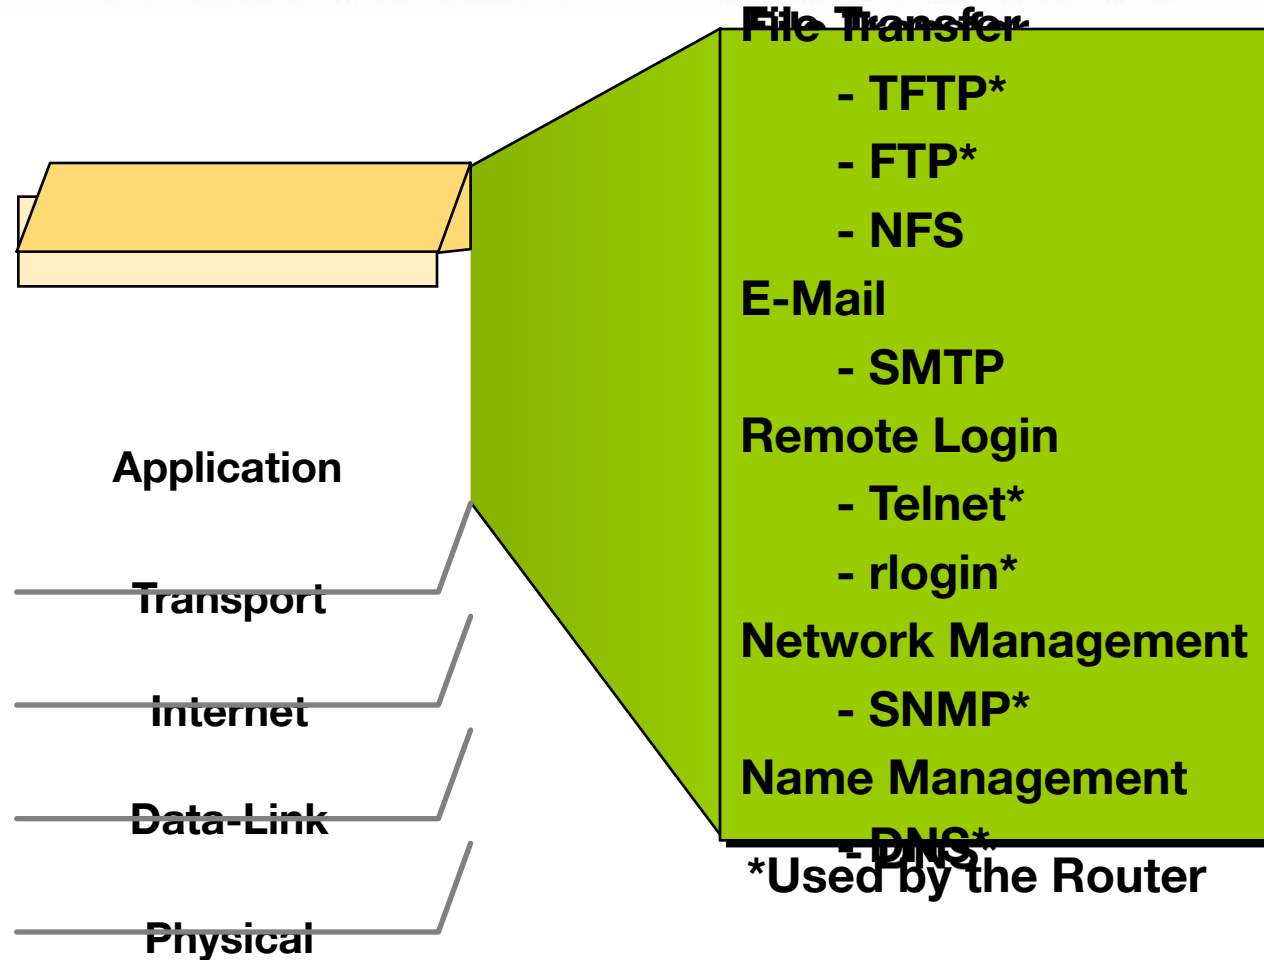 Application
Transport
Internet
Data-Link
Physical
File Transfer
- TFTP*
- FTP*
- NFS
E-Mail
- SMTP
Remote Login
- Telnet*
- rlogin*
Network Management
- SNMP*
Name Management
- DNS*
*Used by the Router